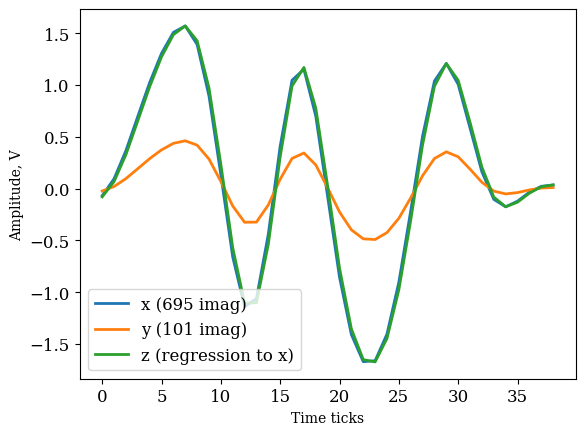 1.5
1.0
0.5
0.0
−0.5
−1.0
−1.5
Amplitude, V
x (695 imag)
y (101 imag)
z (regression to x)
0 5 10 15 20 25 30 35
Time ticks